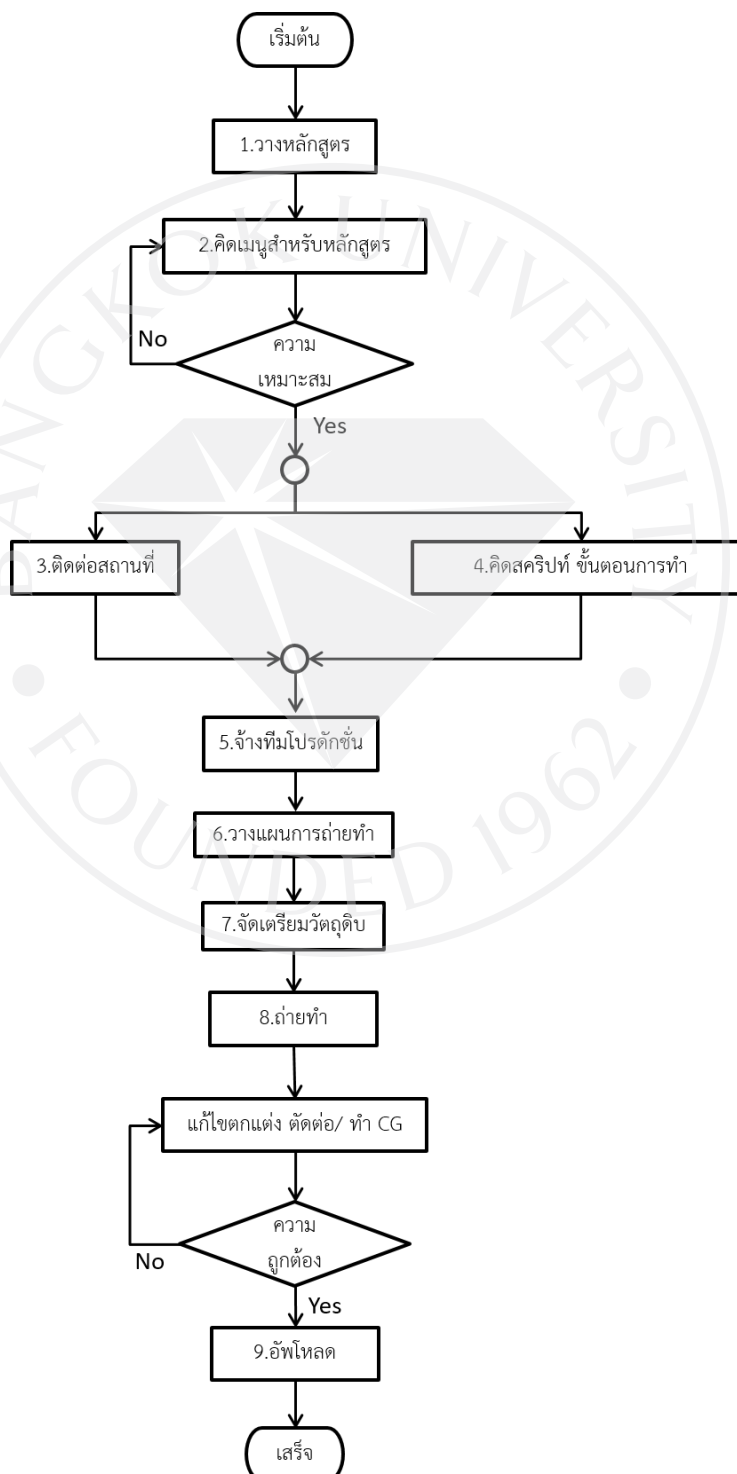 เริ่มต้น
1.วางหลักสูตร
2.คิดเมนูสำหรับหลักสูตร
No
ความ
เหมาะสม
Yes
3.ติดต่อสถานที่
4.คิดสคริปท์ ขั้นตอนการทำ
5.จ้างทีมโปรดักชั่น
6.วางแผนการถ่ายทำ
7.จัดเตรียมวัตถุดิบ
8.ถ่ายทำ
แก้ไขตกแต่ง ตัดต่อ/ ทำ CG
ความ
ถูกต้อง
No
Yes
9.อัพโหลด
เสร็จ
BANGKOK UNIVERSITY
FOUNDED 1962